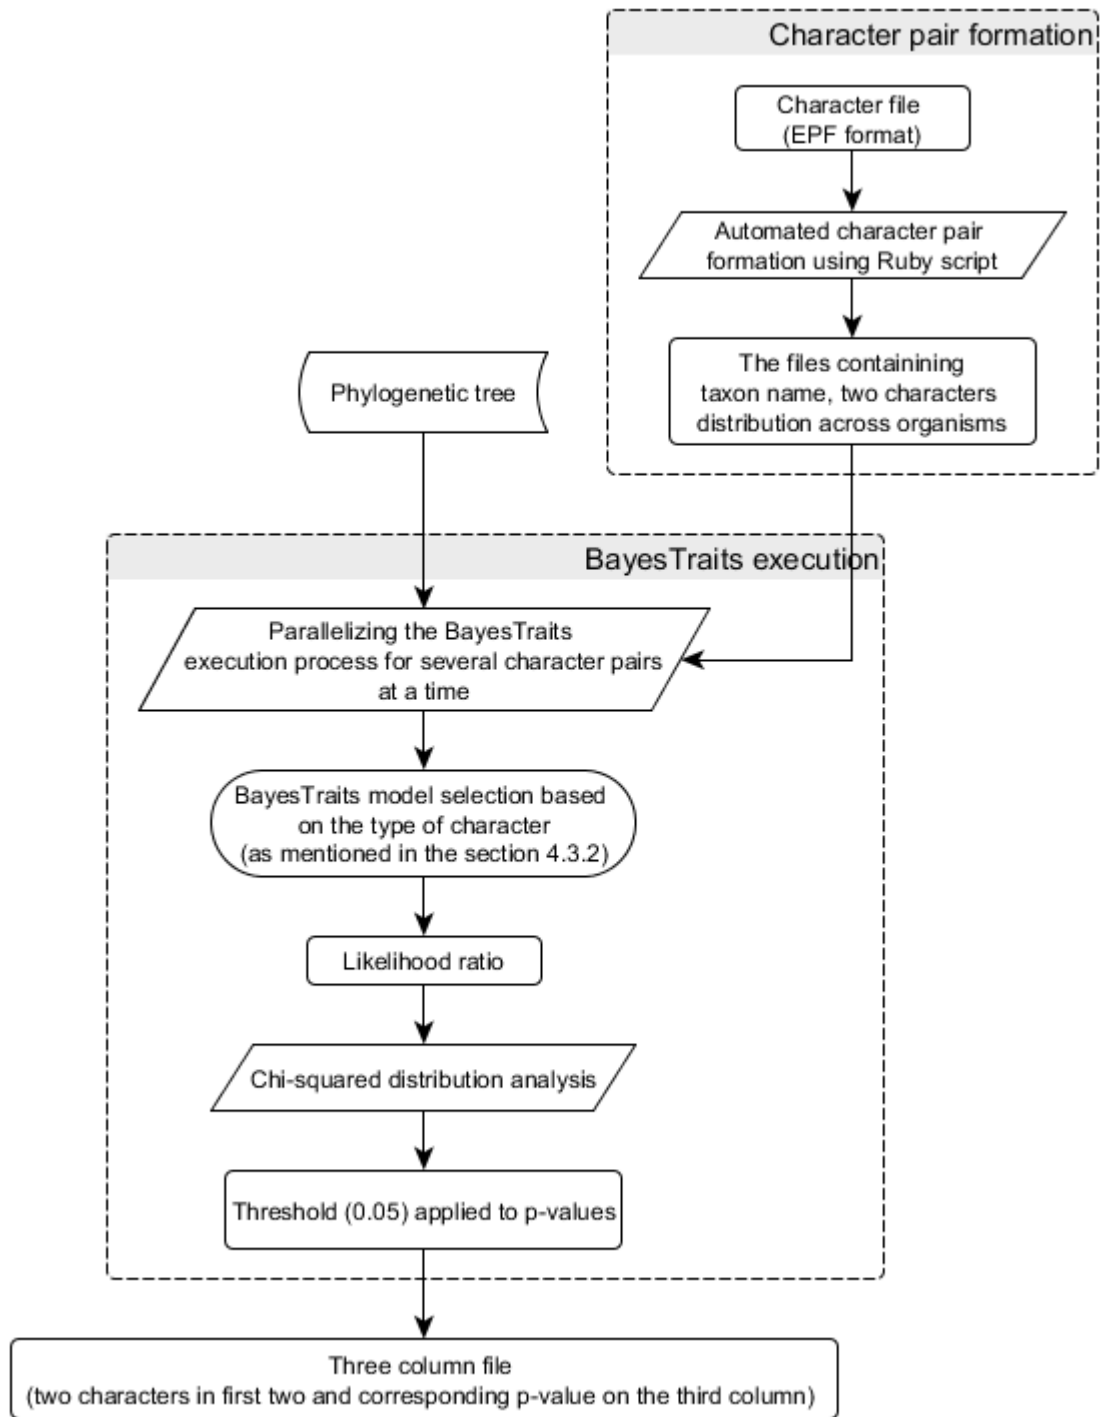 Character pair formation
Character file
(EPF format)
Automated character pair
formation using Ruby script
The files containining
taxon name, two characters
distribution across organisms
Phylogenetic tree
BayesTraits execution
Parallelizing the BayesTraits
execution process for several character pairs
at a time
BayesTraits model selection based
on the type of character
(as mentioned in the section 4.3.2)
Likelihood ratio
Chi-squared distribution analysis
Threshold (0.05) applied to p-values
Three column file
(two characters in first two and corresponding p-value on the third column)